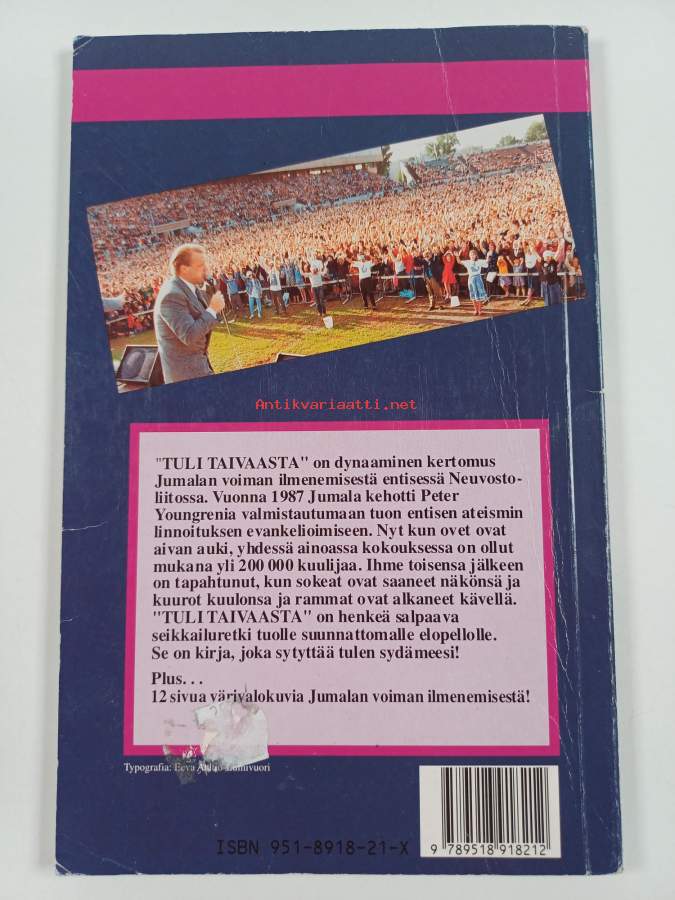 Antikvariaatti.net
"TULI TAIVAASTA" on dynaaminen kertomus
Jumalan voiman ilmenemisestä entisessä Neuvosto-
liitossa. Vuonna 1987 Jumala kehotti Peter
Youngrenia valmistautumaan tuon entisen ateismin
linnoituksen evankelioimiseen. Nyt kun ovet ovat
aivan auki, yhdessä ainoassa kokouksessa on ollut
mukana yli 200 000 kuulijaa. Ihme toisensa jälkeen
on tapahtunut, kun sokeat ovat saaneet näkönsä ja
kuurot kuulonsa ja rammat ovat alkaneet kävellä.
"TULI TAIVAASTA" on henkeä salpaava
seikkailuretki tuolle suunnattomalle elopellolle.
Se on kirja, joka sytyttää tulen sydämeesi!
Plus. . .
12 sivua värivalokuvia Jumalan voiman ilmenemisestä!
Typografia: Eeva
ISBN 951-8918-21-X
9 789518 918212